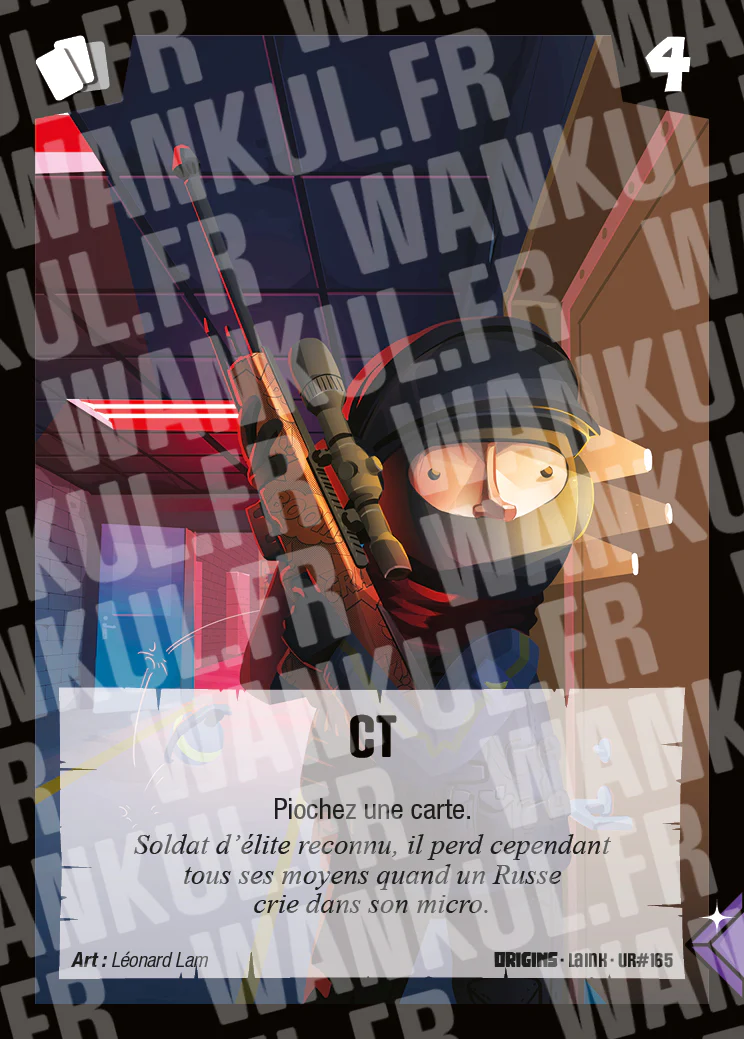 4
CT
Piochez une carte.
Soldat d'élite reconnu, il perd cependant
tous ses moyens quand un Russe
crie dans son micro.
Art : Léonard Lam
ORIGINS · LAINK · UR#165
WANKUL.FR